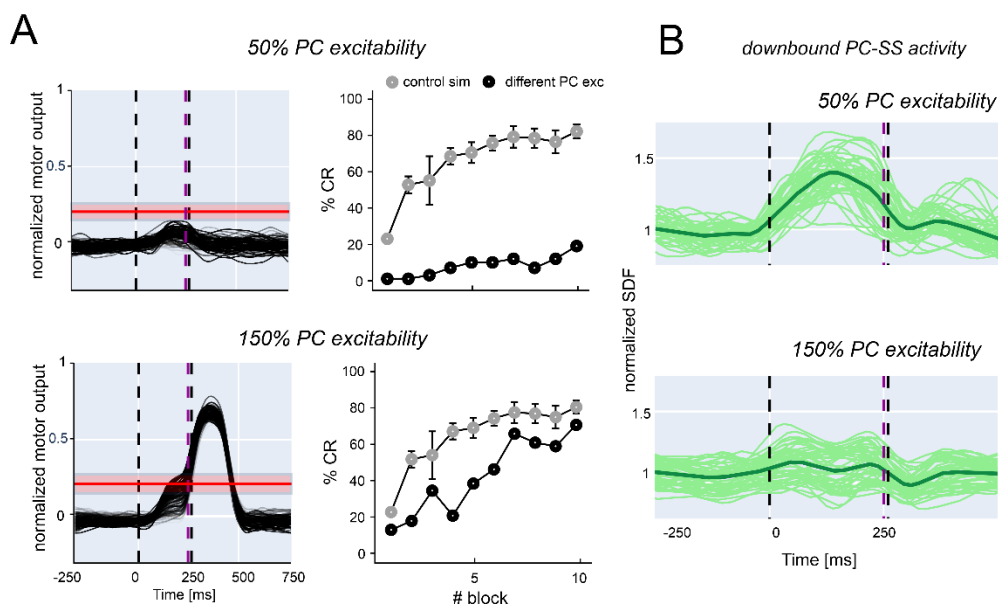 A
50% PC excitability
control sim
different PC exc
normalized motor output
1
0.5
0
% CR
100
80
60
40
20
0
150% PC excitability
normalized motor output
1
0.5
0
-250
0
250
500
750
Time [ms]
% CR
100
80
60
40
20
0
5
10
# block
B
downbound PC-SS activity
50% PC excitability
1.5
1
normalized SDF
150% PC excitability
1.5
1
-250
0
250
Time [ms]